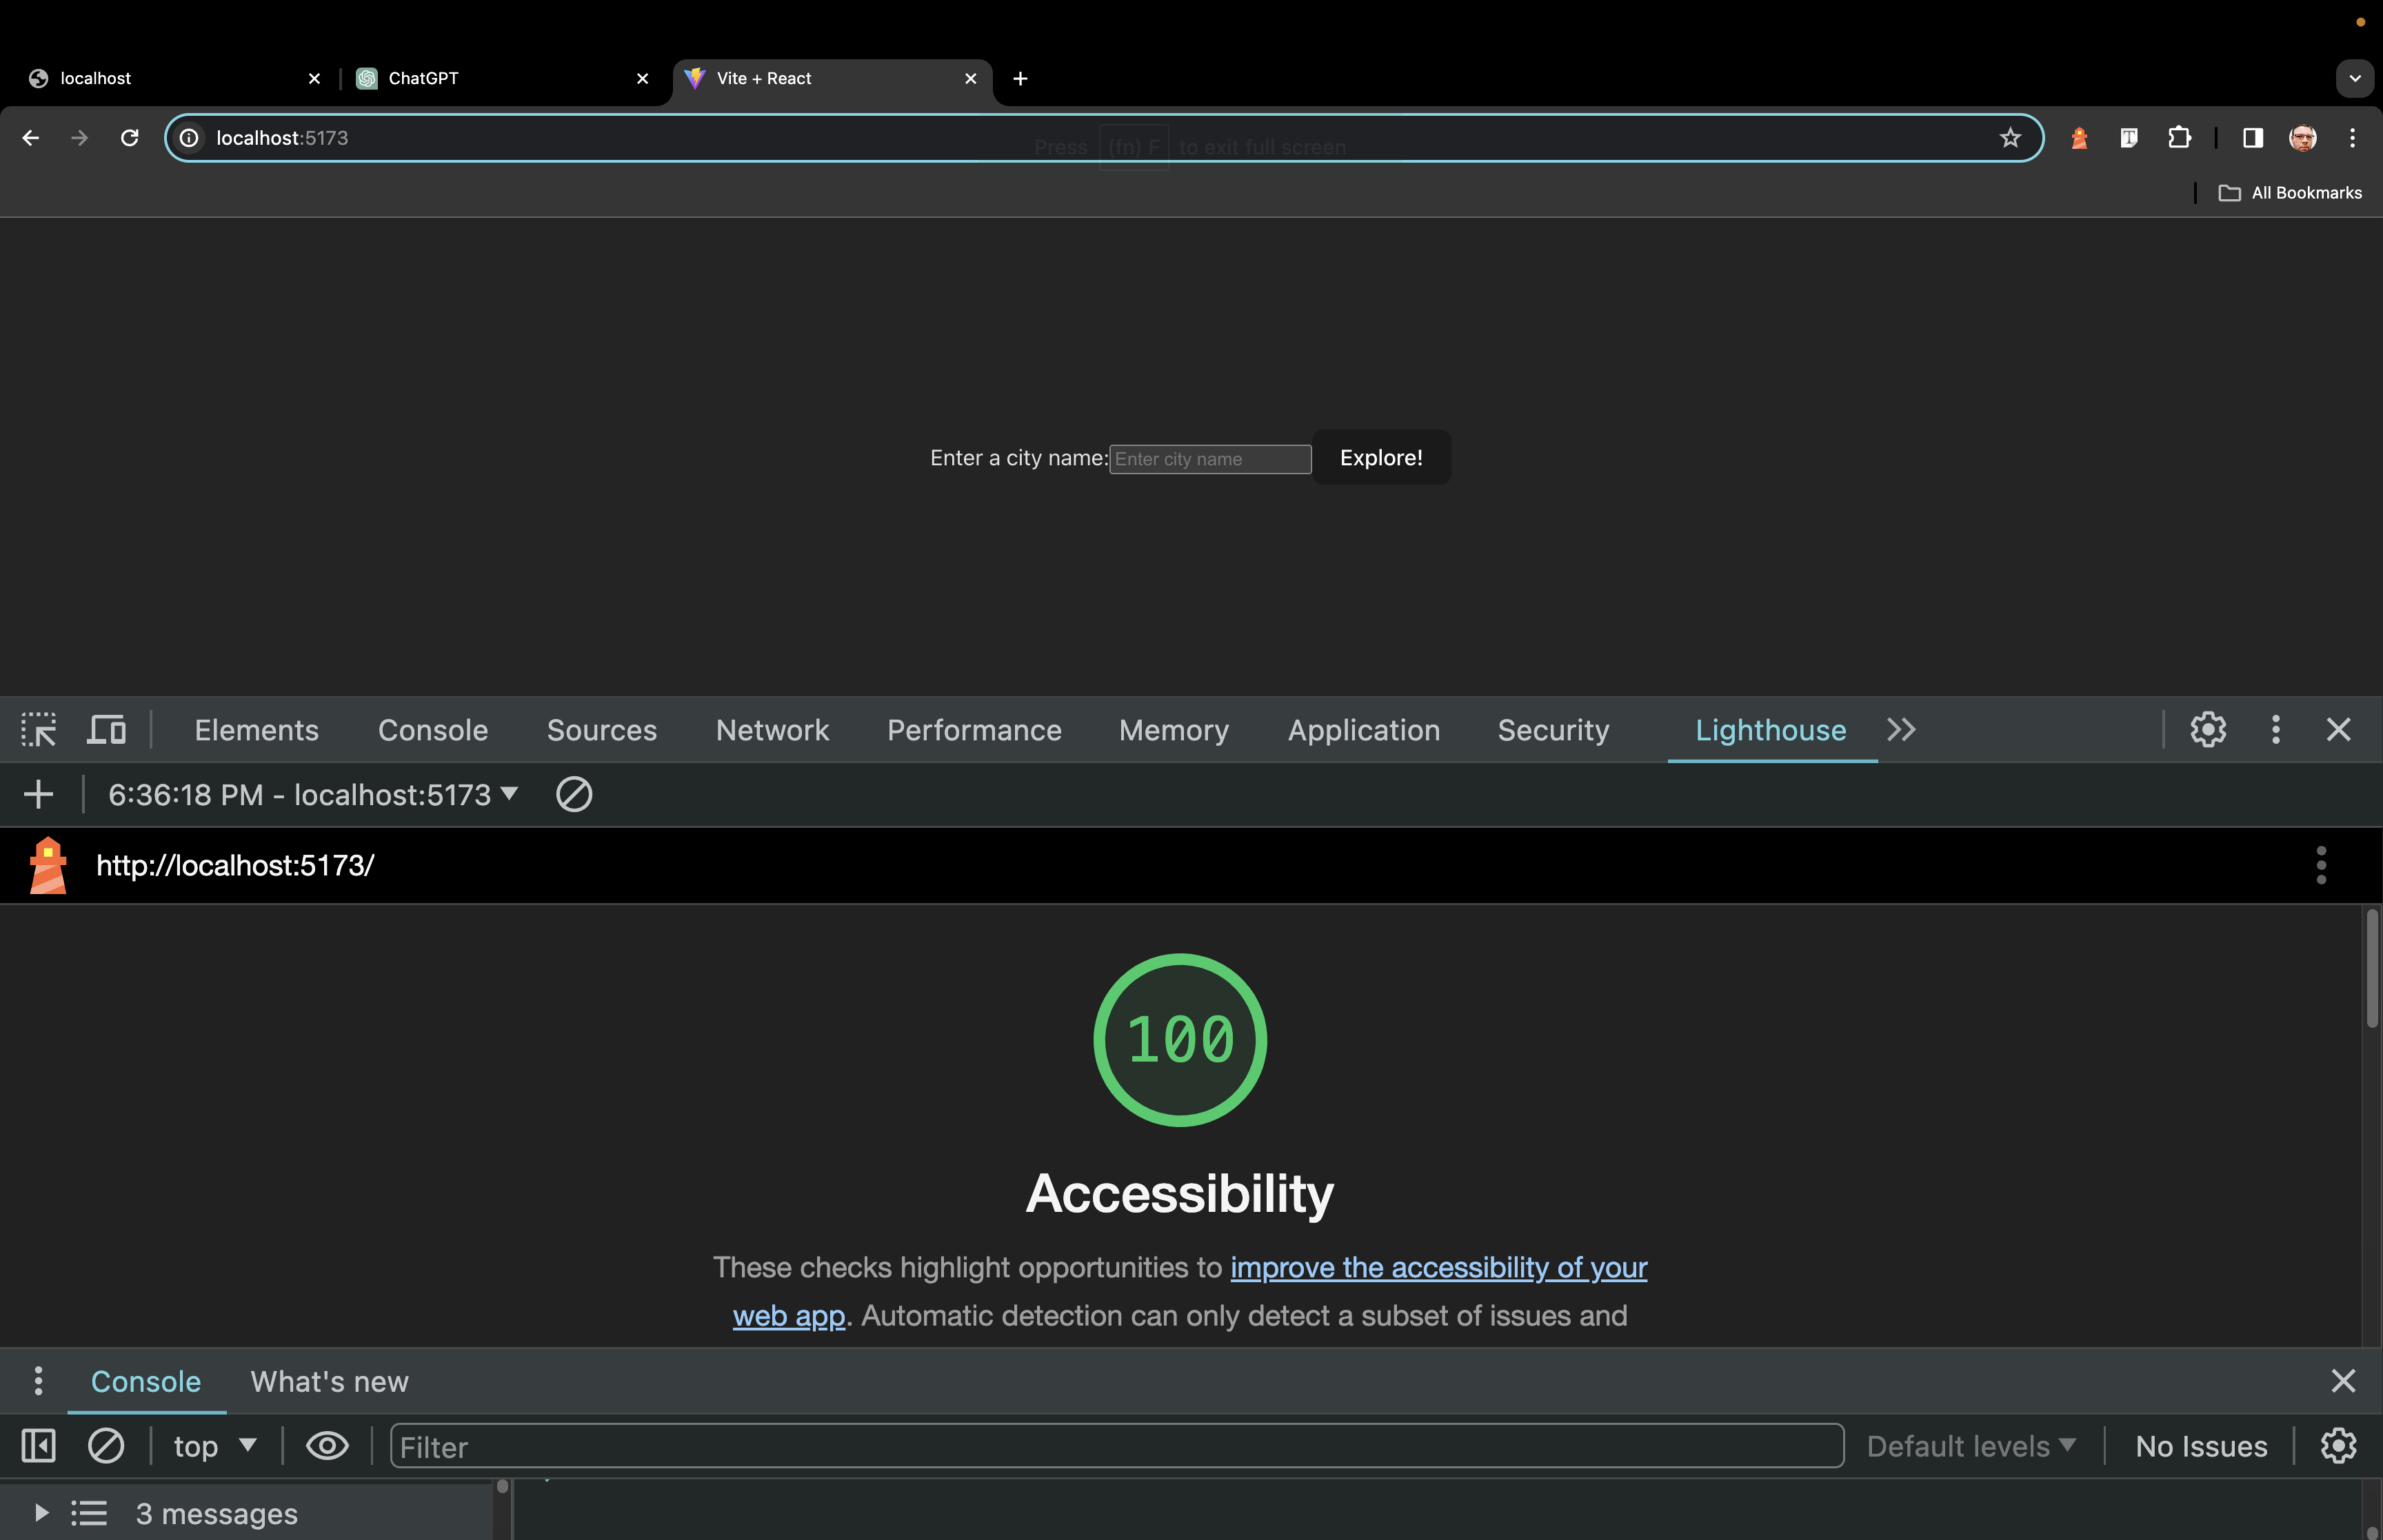 localhost
ChatGPT
Vite + React
localhost:5173
Press (fn) F to exit full screen
All Bookmarks
Enter a city name: Enter city name Explore!
Elements Console Sources Network Performance Memory Application Security Lighthouse
6:36:18 PM - localhost:5173
http://localhost:5173/
100
Accessibility
These checks highlight opportunities to improve the accessibility of your
web app. Automatic detection can only detect a subset of issues and
Console What's new
top Filter Default levels No Issues
3 messages